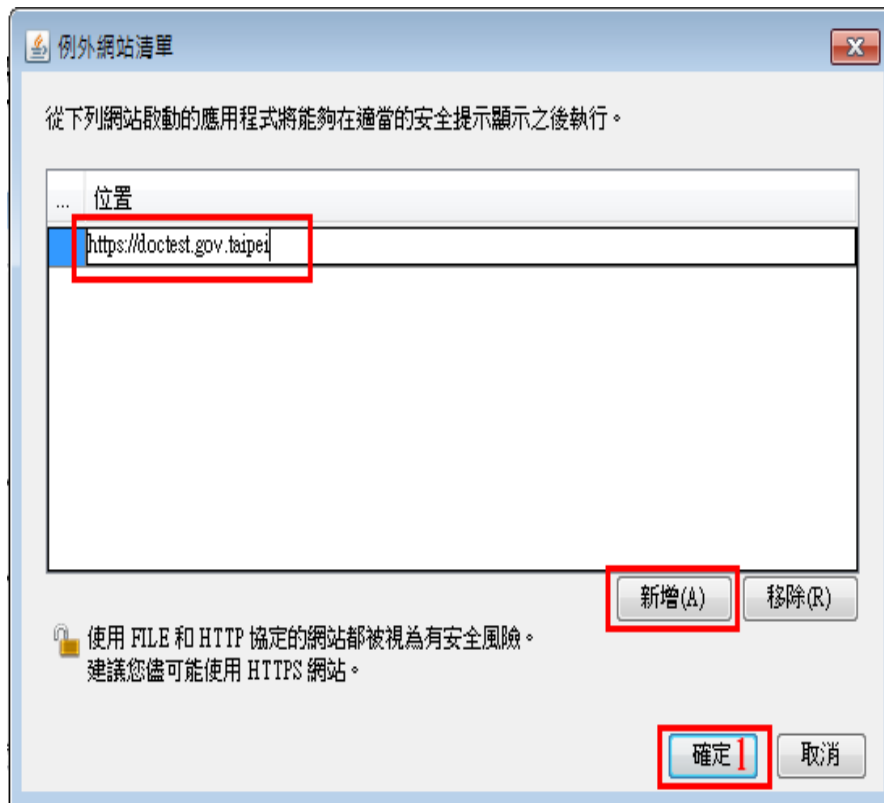 例外網站清單
從下列網站啟動的應用程式將能夠在適當的安全提示顯示之後執行。
... 位置
https://doctest.gov.taipei
新增(A) 移除(R)
使用 FILE 和 HTTP 協定的網站都被視為有安全風險。
建議您儘可能使用 HTTPS 網站。
確定 1 取消